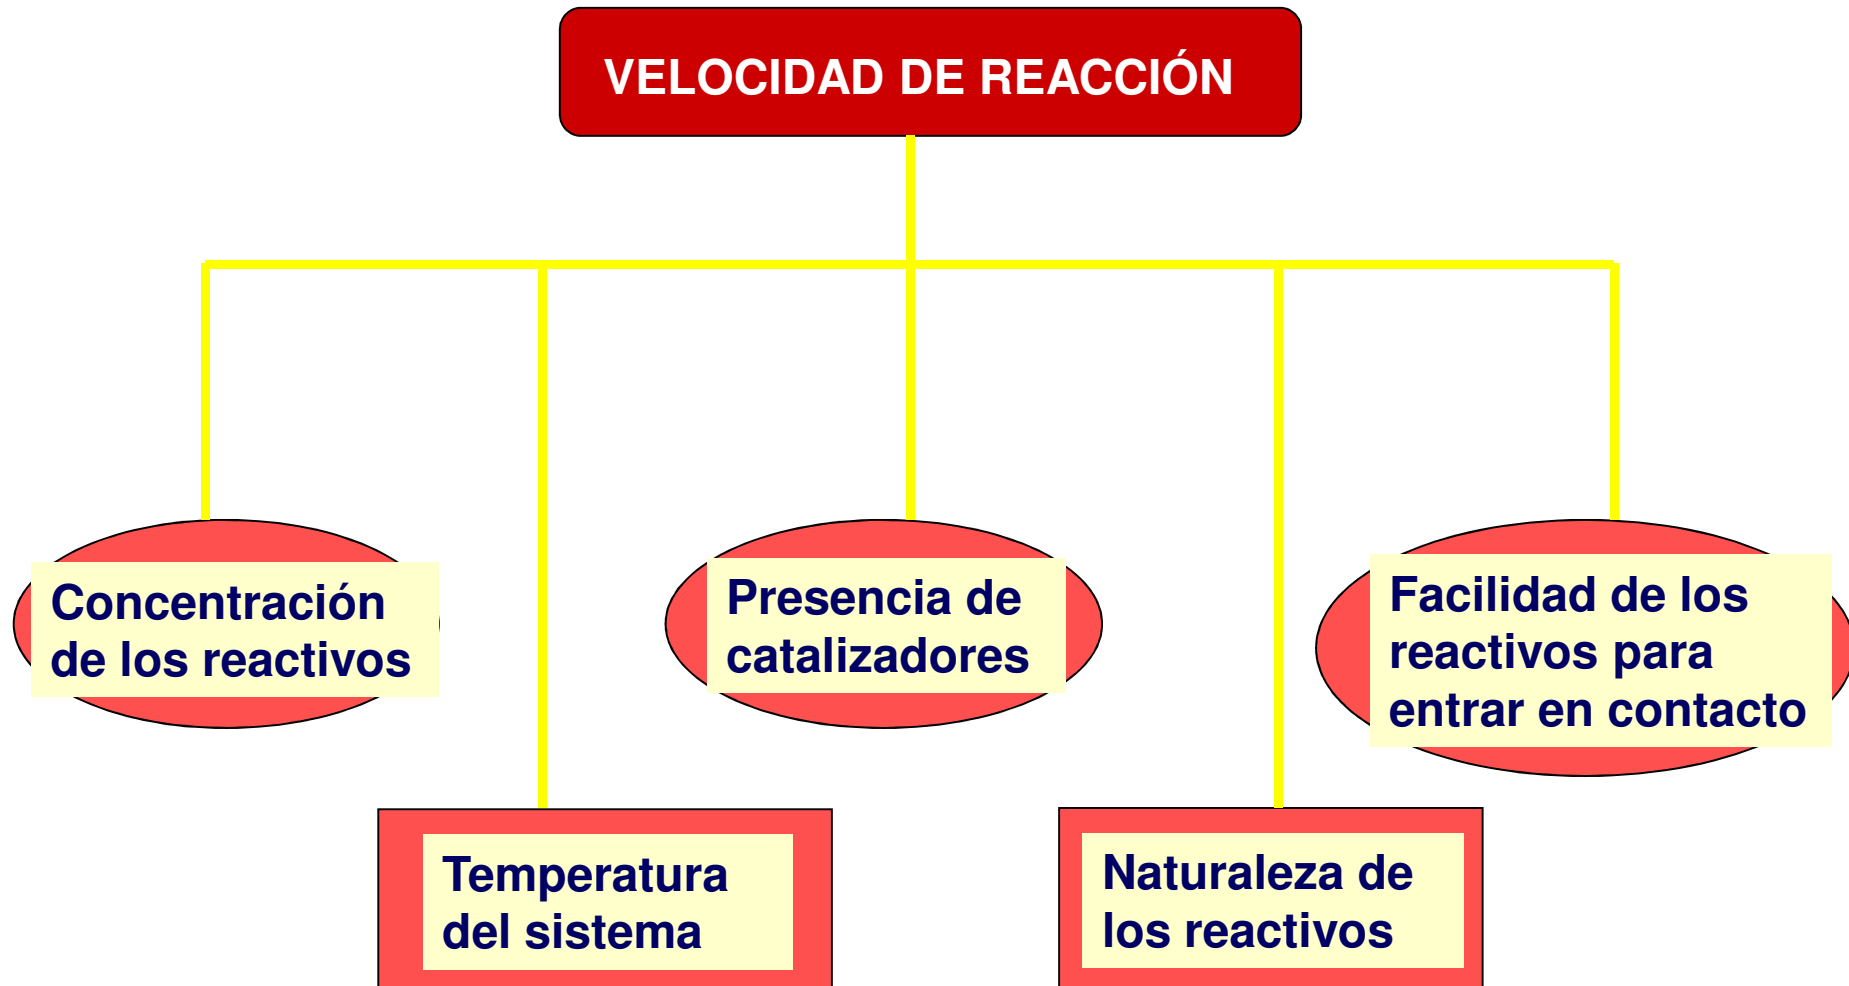 VELOCIDAD DE REACCIÓN
Concentración
de los reactivos
Presencia de
catalizadores
Facilidad de los
reactivos para
entrar en contacto
Temperatura
del sistema
Naturaleza de
los reactivos